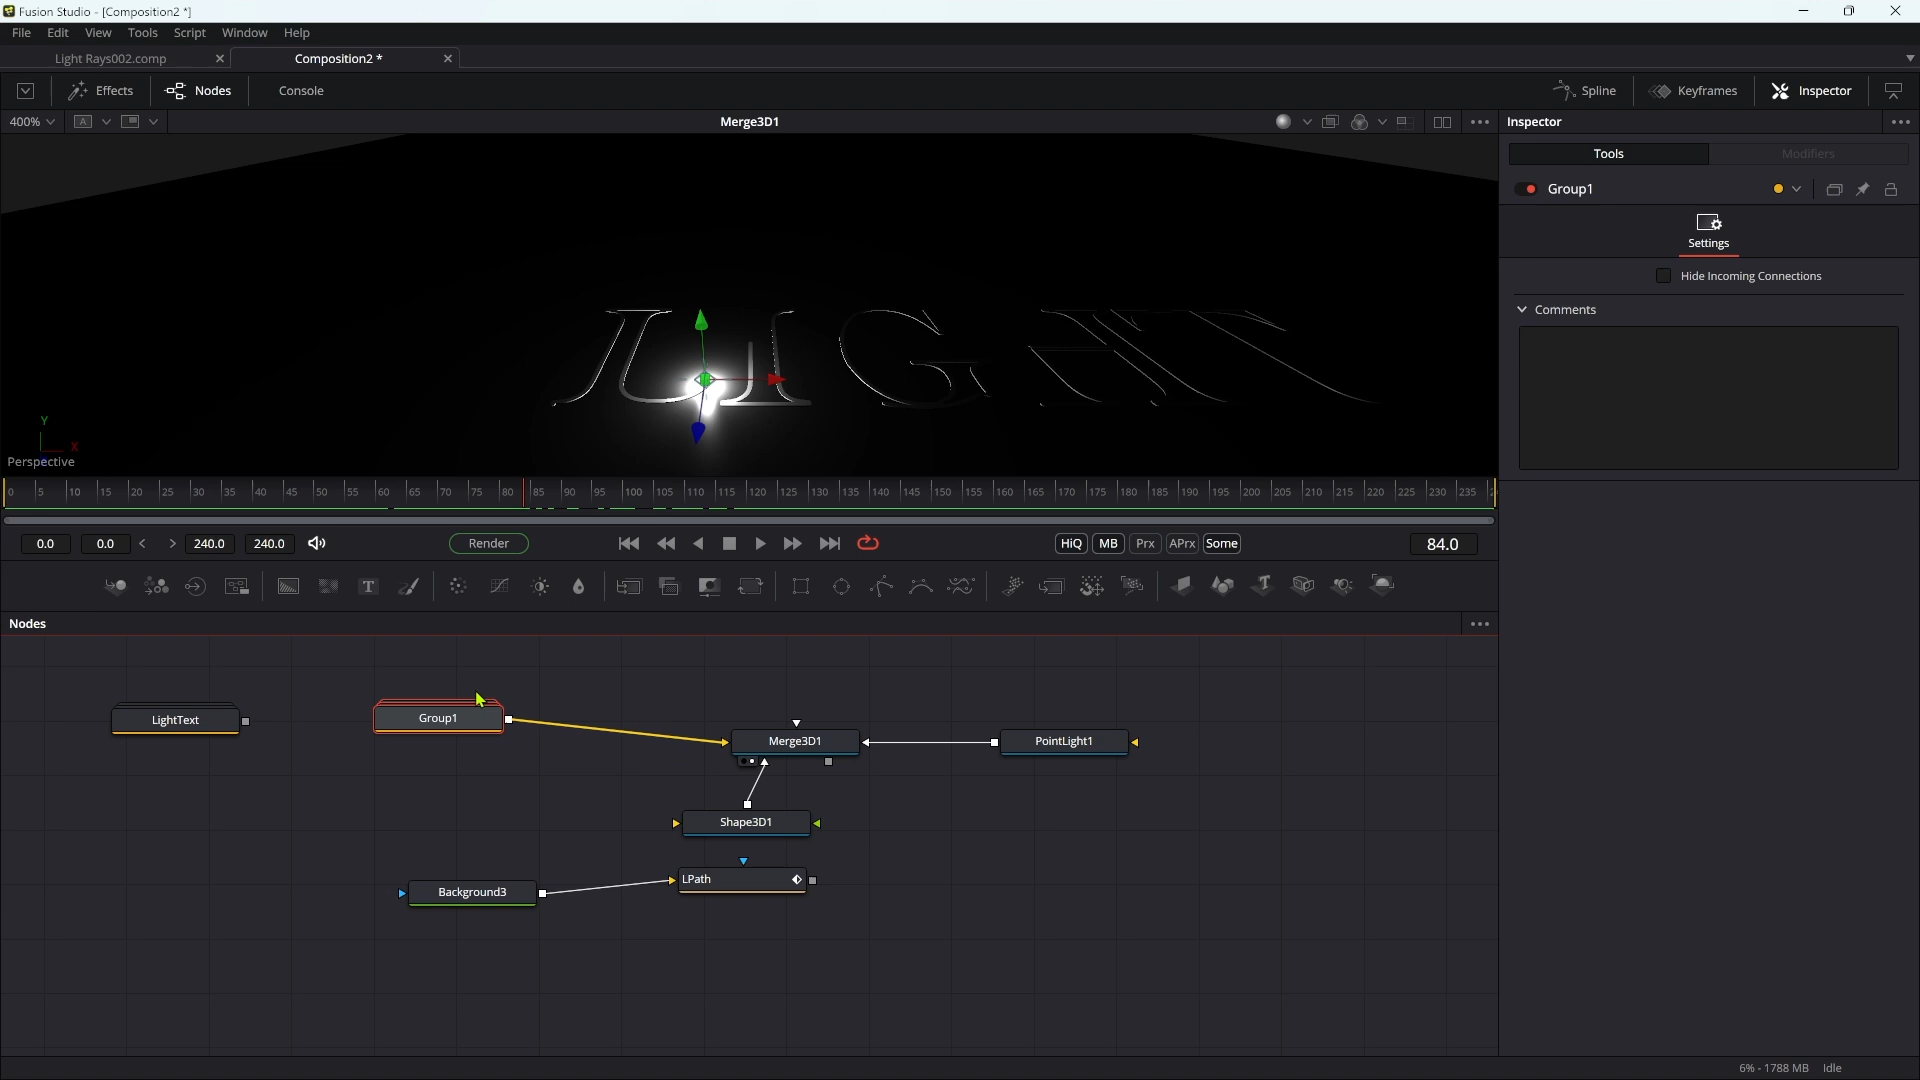 Fusion Studio - [Composition2 *]
File Edit View Tools Script Window Help
Light Rays002.comp Composition2 *
Effects Nodes Console Spline Keyframes Inspector
400% A Merge3D1 Inspector
Tools Modifiers
Group1
Settings
Hide Incoming Connections
Comments
LIGHT
Y
X
Perspective
0 5 10 15 20 25 30 35 40 45 50 55 60 65 70 75 80 85 90 95 100 105 110 115 120 125 130 135 140 145 150 155 160 165 170 175 180 185 190 195 200 205 210 215 220 225 230 235
0.0 0.0 < > 240.0 240.0 Render HiQ MB Prx APrx Some 84.0
Nodes
LightText Group1
Merge3D1 PointLight1
Shape3D1
LPath
Background3
6% - 1788 MB Idle